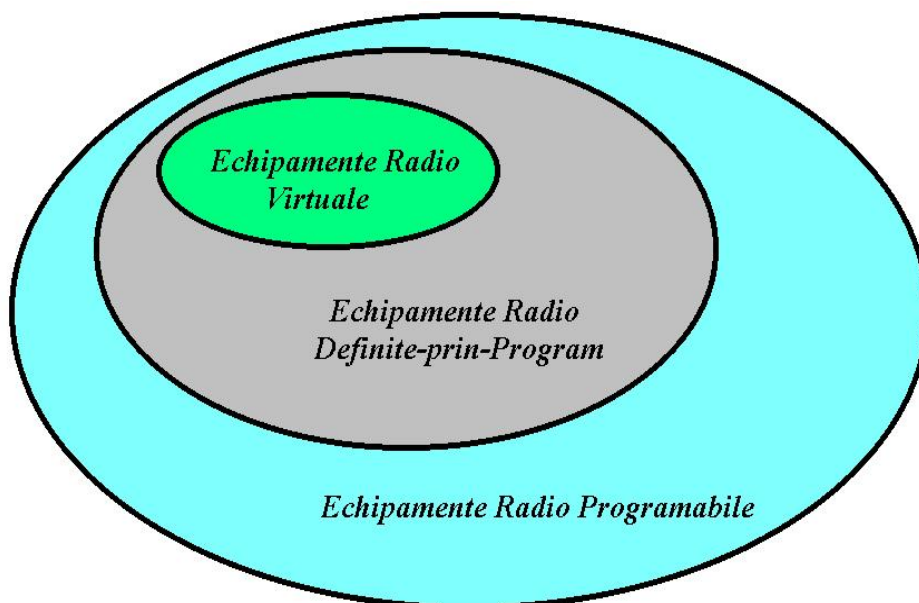 Echipamente Radio
Virtuale
Echipamente Radio
Definite-prin-Program
Echipamente Radio Programabile